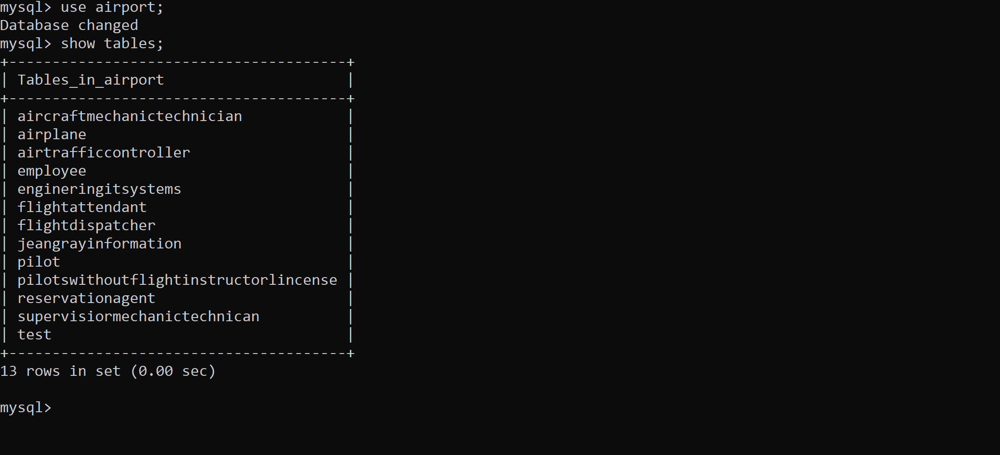 mysql> use airport;
Database changed
mysql> show tables;
+---------------------------------------+
| Tables_in_airport                     |
+---------------------------------------+
| aircraftmechanictechnician            |
| airplane                              |
| airtrafficcontroller                  |
| employee                              |
| engineringitsystems                   |
| flightattendant                       |
| flightdispatcher                      |
| jeangrayinformation                   |
| pilot                                 |
| pilotswithoutflightinstructorlincense |
| reservationagent                      |
| supervisiormechanictechnican          |
| test                                  |
+---------------------------------------+
13 rows in set (0.00 sec)
mysql>